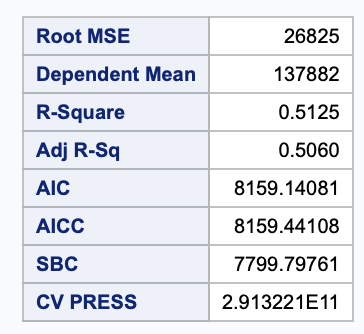 Root MSE 26825
Dependent Mean 137882
R-Square 0.5125
Adj R-Sq 0.5060
AIC 8159.14081
AICC 8159.44108
SBC 7799.79761
CV PRESS 2.913221E11